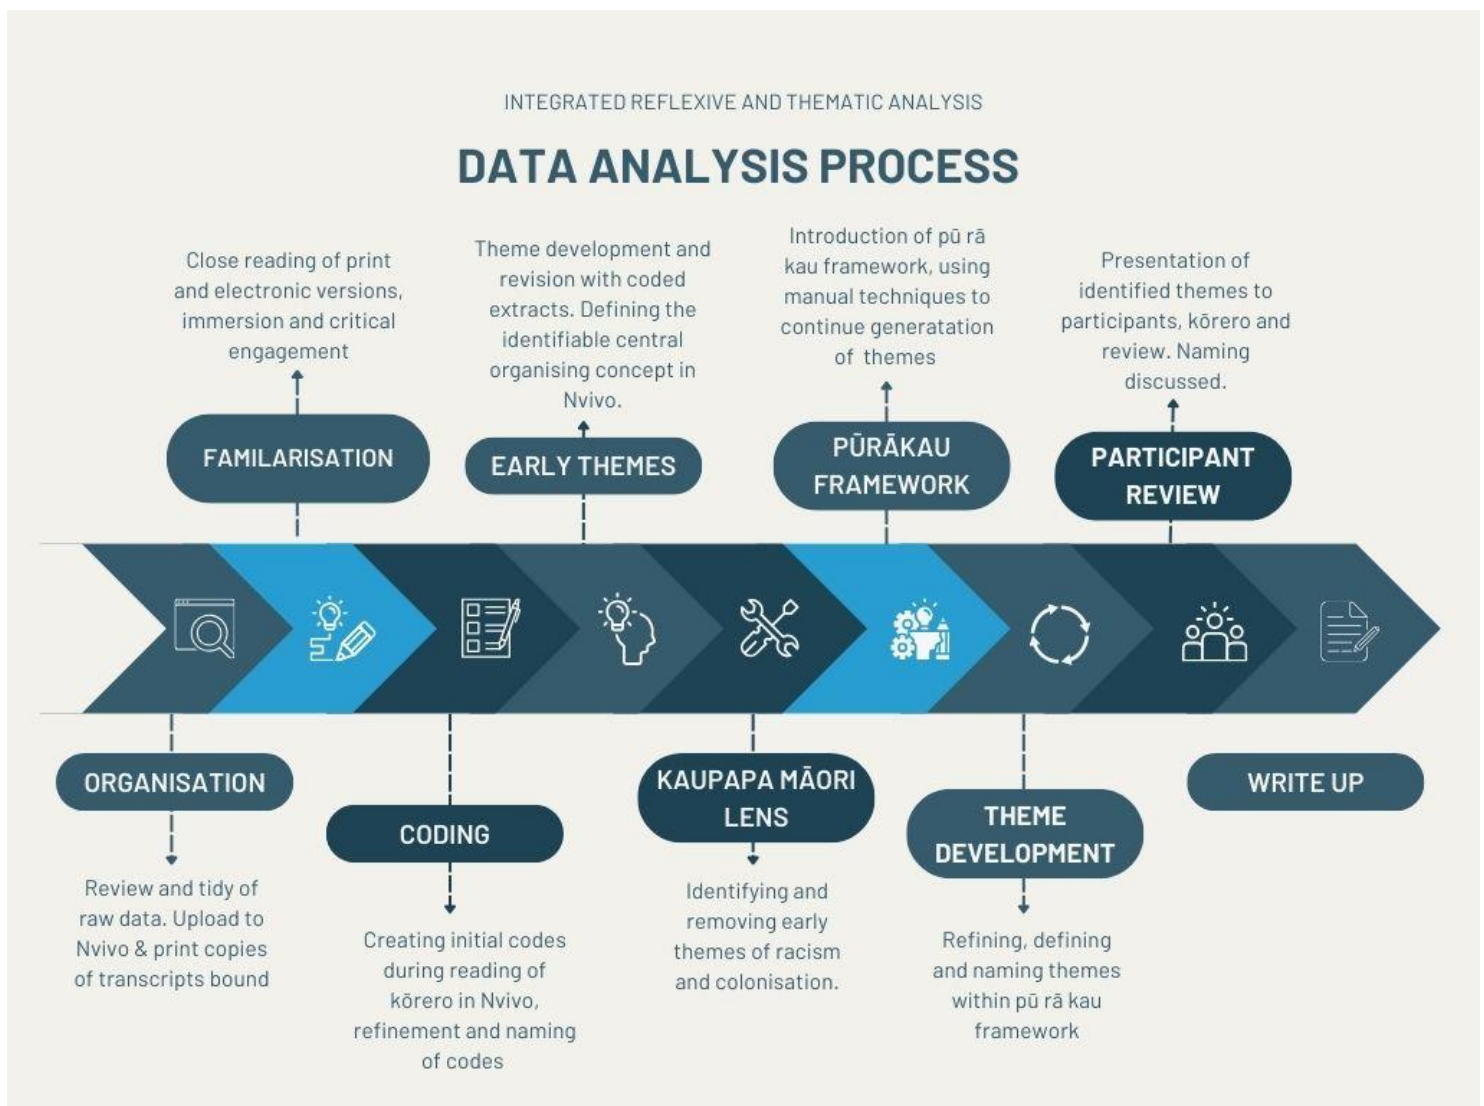 INTEGRATED REFLEXIVE AND THEMATIC ANALYSIS
DATA ANALYSIS PROCESS
Close reading of print
and electronic versions,
immersion and critical
engagement
FAMILARISATION
Theme development and
revision with coded
extracts. Defining the
identifiable central
organising concept in
Nvivo.
EARLY THEMES
Introduction of pū rā
kau framework, using
manual techniques to
continue generatation
of themes
PŪRĀKAU
FRAMEWORK
Presentation of
identified themes to
participants, kōrero and
review. Naming
discussed.
PARTICIPANT
REVIEW
ORGANISATION
Review and tidy of
raw data. Upload to
Nvivo & print copies
of transcripts bound
CODING
Creating initial codes
during reading of
kōrero in Nvivo,
refinement and naming
of codes
KAUPAPA MĀORI
LENS
Identifying and
removing early
themes of racism
and colonisation.
THEME
DEVELOPMENT
Refining, defining
and naming themes
within pū rā kau
framework
WRITE UP